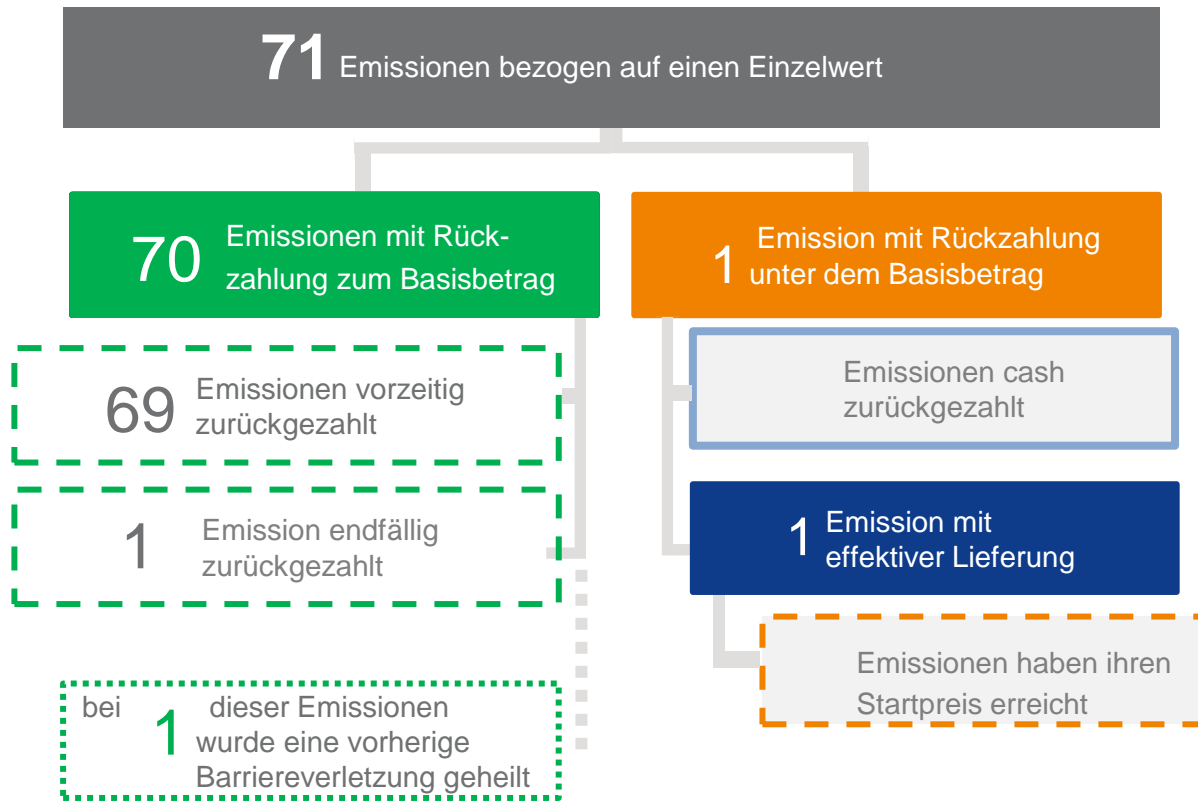 71 Emissionen bezogen auf einen Einzelwert
70 Emissionen mit Rück-
zahlung zum Basisbetrag
1 Emission mit Rückzahlung
unter dem Basisbetrag
69 Emissionen vorzeitig
zurückgezahlt
Emissionen cash
zurückgezahlt
1 Emission endfällig
zurückgezahlt
1 Emission mit
effektiver Lieferung
bei 1 dieser Emissionen
wurde eine vorherige
Barriereverletzung geheilt
Emissionen haben ihren
Startpreis erreicht